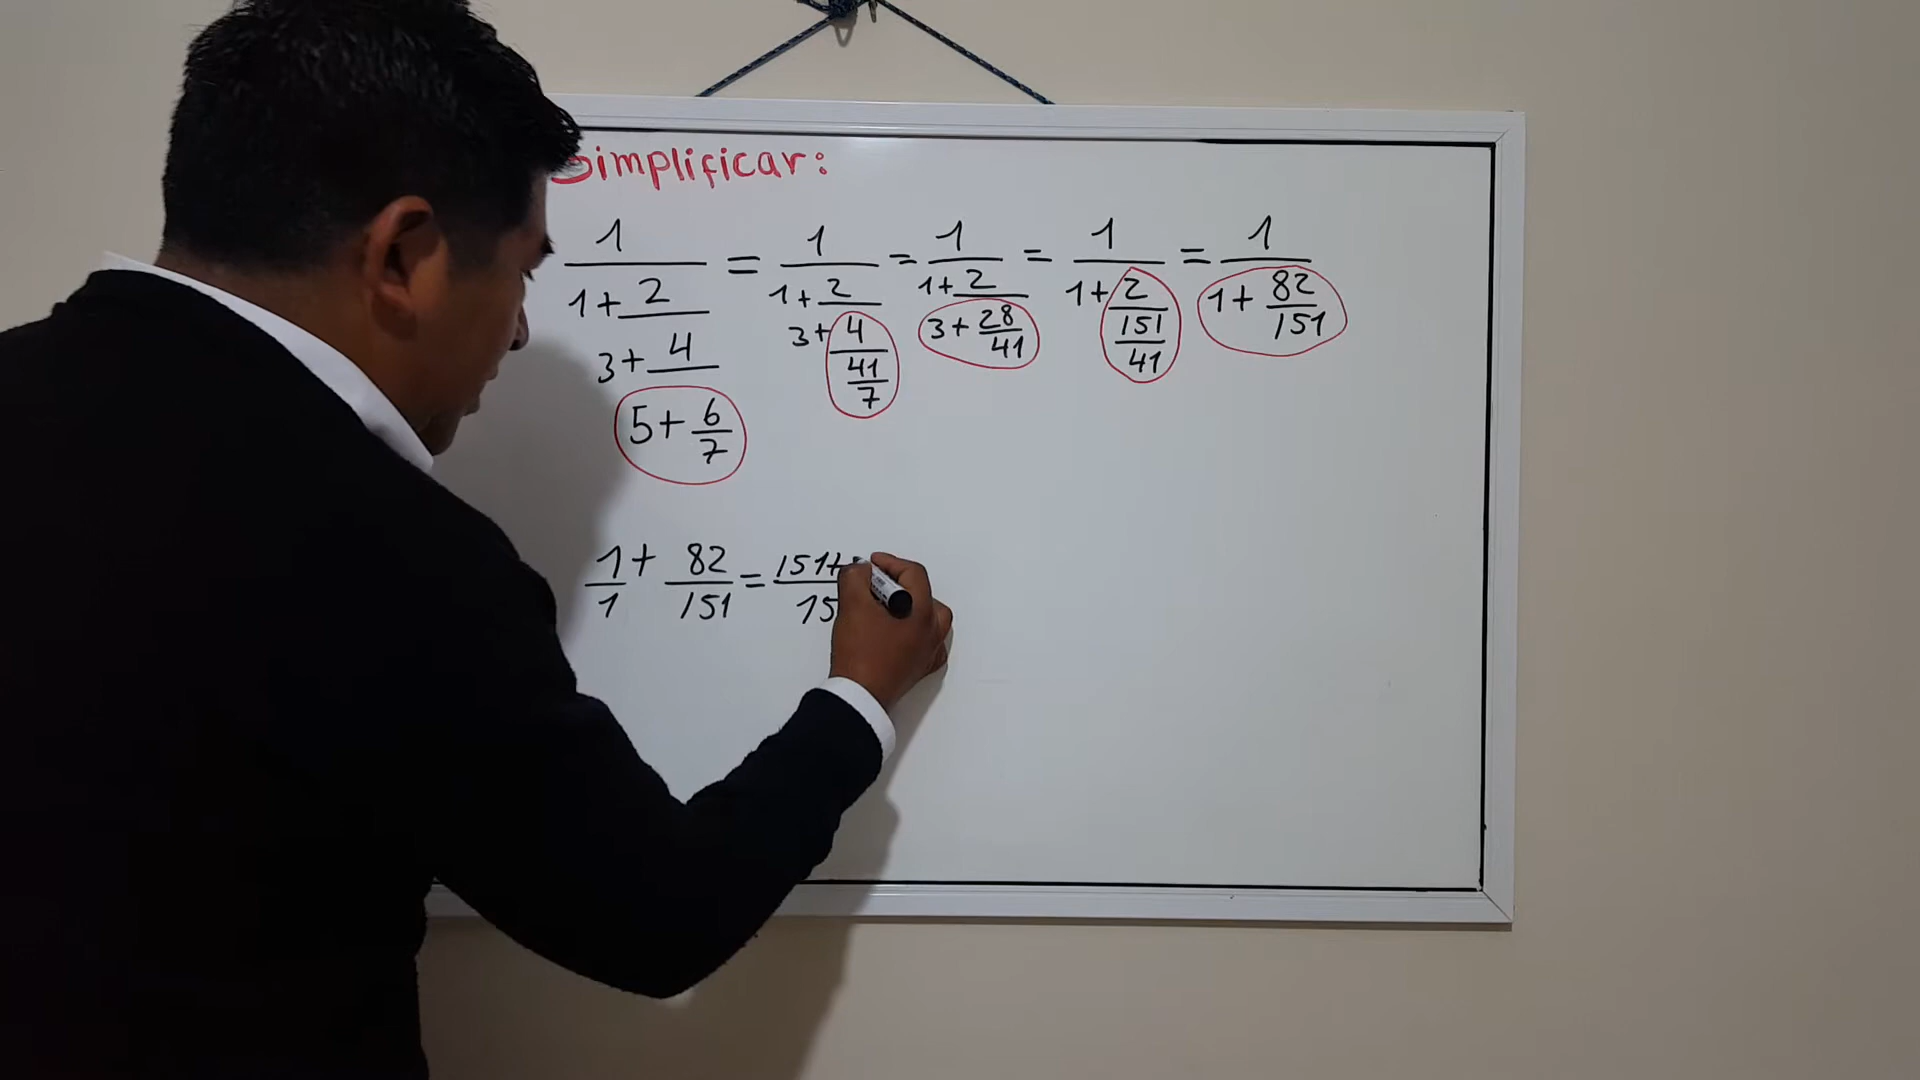 Simplificar:
1/(1+2/(3+4/(5+6/7))) = 1/(1+2/(3+4/(41/7))) = 1/(1+2/(3+28/41)) = 1/(1+2/(151/41)) = 1/(1+82/151)
1/1 + 82/151 = 151+